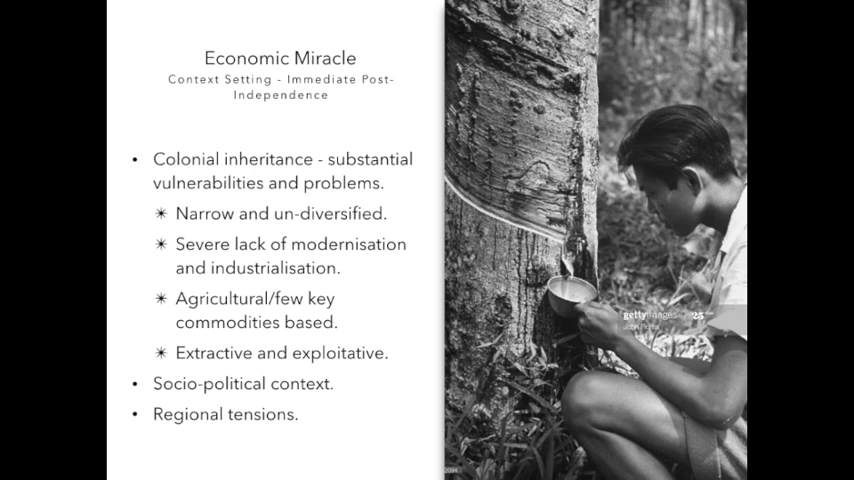 Economic Miracle
Context Setting - Immediate Post-
Independence
• Colonial inheritance - substantial
vulnerabilities and problems.
✴ Narrow and un-diversified.
✴ Severe lack of modernisation
and industrialisation.
✴ Agricultural/few key
commodities based.
✴ Extractive and exploitative.
• Socio-political context.
• Regional tensions.
gettyimages